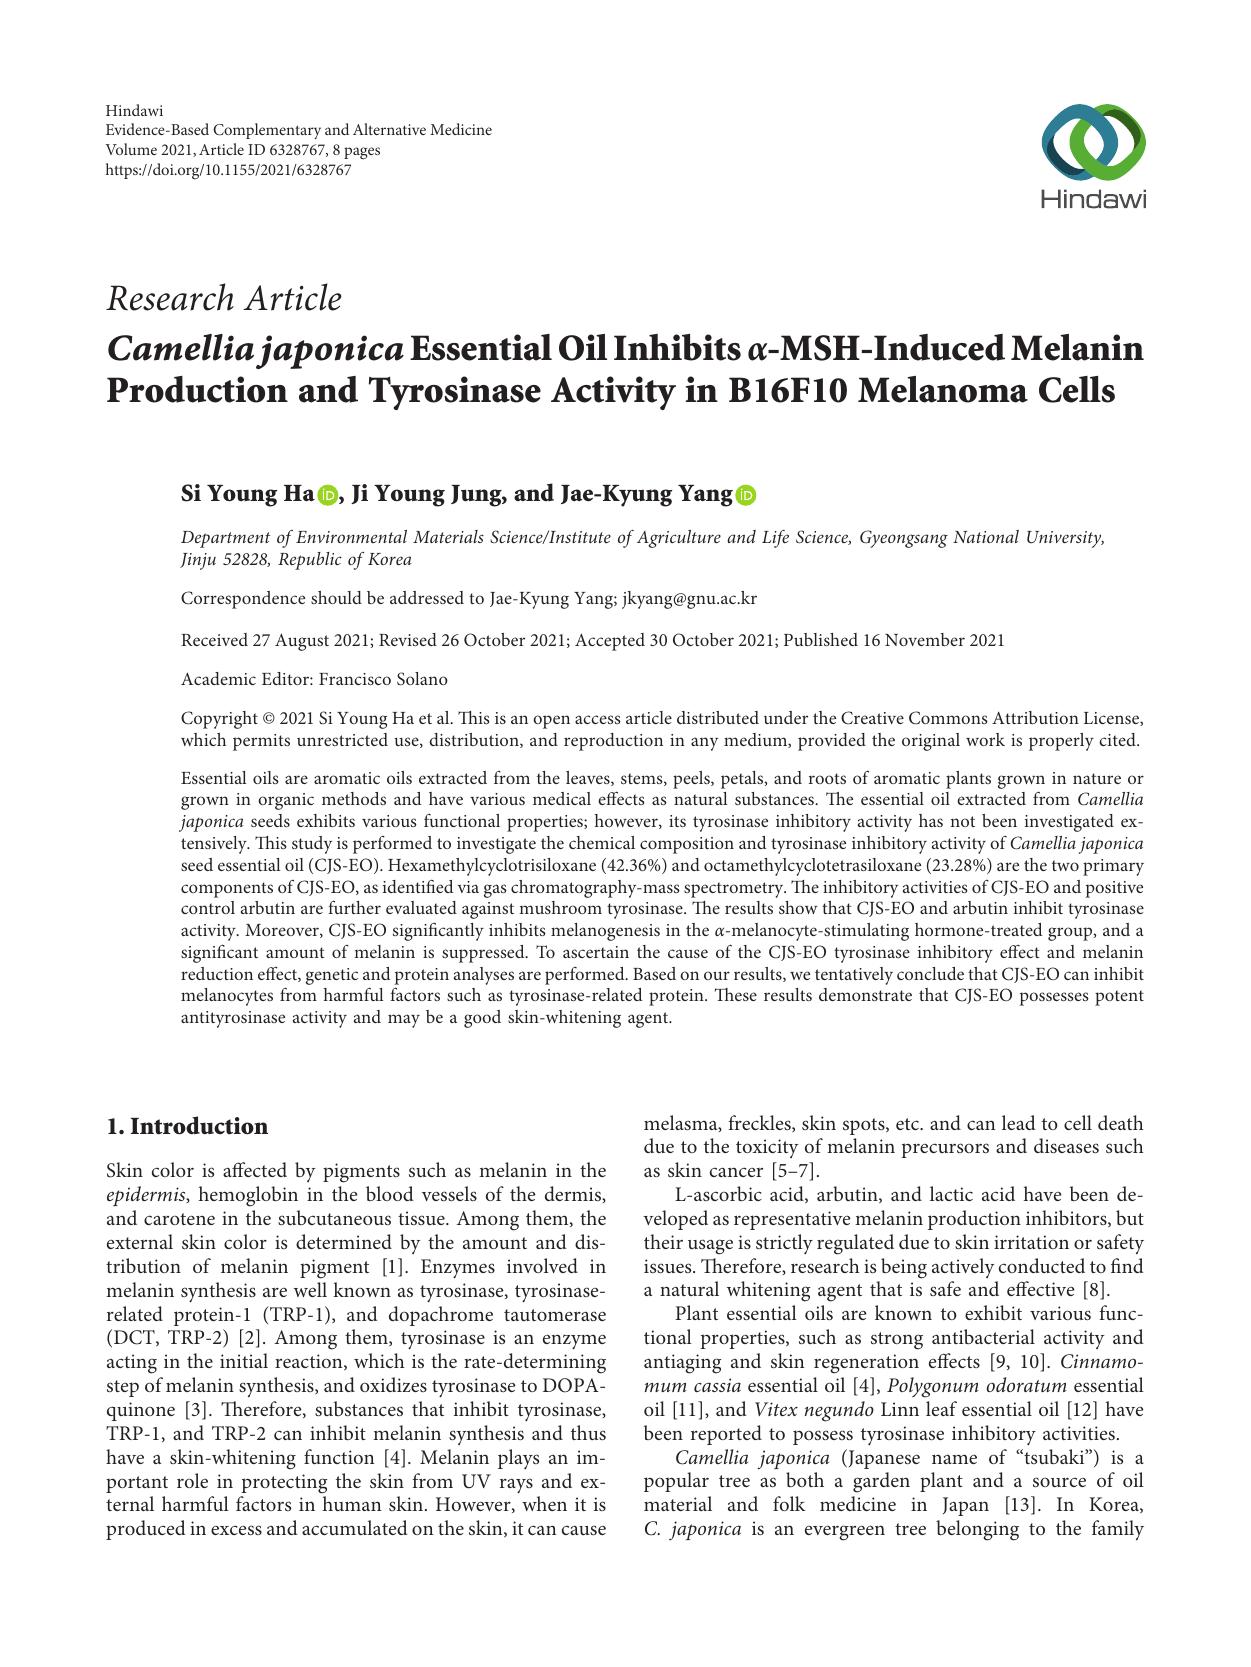 Hindawi
Evidence-Based Complementary and Alternative Medicine
Volume 2021, Article ID 6328767, 8 pages
https://doi.org/10.1155/2021/6328767
Hindawi
Research Article
Camellia japonica Essential Oil Inhibits α-MSH-Induced Melanin
Production and Tyrosinase Activity in B16F10 Melanoma Cells
Si Young Ha iD, Ji Young Jung, and Jae-Kyung Yang iD
Department of Environmental Materials Science/Institute of Agriculture and Life Science, Gyeongsang National University,
Jinju 52828, Republic of Korea
Correspondence should be addressed to Jae-Kyung Yang; jkyang@gnu.ac.kr
Received 27 August 2021; Revised 26 October 2021; Accepted 30 October 2021; Published 16 November 2021
Academic Editor: Francisco Solano
Copyright © 2021 Si Young Ha et al. This is an open access article distributed under the Creative Commons Attribution License,
which permits unrestricted use, distribution, and reproduction in any medium, provided the original work is properly cited.
Essential oils are aromatic oils extracted from the leaves, stems, peels, petals, and roots of aromatic plants grown in nature or
grown in organic methods and have various medical effects as natural substances. The essential oil extracted from Camellia
japonica seeds exhibits various functional properties; however, its tyrosinase inhibitory activity has not been investigated ex-
tensively. This study is performed to investigate the chemical composition and tyrosinase inhibitory activity of Camellia japonica
seed essential oil (CJS-EO). Hexamethylcyclotrisiloxane (42.36%) and octamethylcyclotetrasiloxane (23.28%) are the two primary
components of CJS-EO, as identified via gas chromatography-mass spectrometry. The inhibitory activities of CJS-EO and positive
control arbutin are further evaluated against mushroom tyrosinase. The results show that CJS-EO and arbutin inhibit tyrosinase
activity. Moreover, CJS-EO significantly inhibits melanogenesis in the α-melanocyte-stimulating hormone-treated group, and a
significant amount of melanin is suppressed. To ascertain the cause of the CJS-EO tyrosinase inhibitory effect and melanin
reduction effect, genetic and protein analyses are performed. Based on our results, we tentatively conclude that CJS-EO can inhibit
melanocytes from harmful factors such as tyrosinase-related protein. These results demonstrate that CJS-EO possesses potent
antityrosinase activity and may be a good skin-whitening agent.
1. Introduction
Skin color is affected by pigments such as melanin in the
epidermis, hemoglobin in the blood vessels of the dermis,
and carotene in the subcutaneous tissue. Among them, the
external skin color is determined by the amount and dis-
tribution of melanin pigment [1]. Enzymes involved in
melanin synthesis are well known as tyrosinase, tyrosinase-
related protein-1 (TRP-1), and dopachrome tautomerase
(DCT, TRP-2) [2]. Among them, tyrosinase is an enzyme
acting in the initial reaction, which is the rate-determining
step of melanin synthesis, and oxidizes tyrosinase to DOPA-
quinone [3]. Therefore, substances that inhibit tyrosinase,
TRP-1, and TRP-2 can inhibit melanin synthesis and thus
have a skin-whitening function [4]. Melanin plays an im-
portant role in protecting the skin from UV rays and ex-
ternal harmful factors in human skin. However, when it is
produced in excess and accumulated on the skin, it can cause
melasma, freckles, skin spots, etc. and can lead to cell death
due to the toxicity of melanin precursors and diseases such
as skin cancer [5–7].
L-ascorbic acid, arbutin, and lactic acid have been de-
veloped as representative melanin production inhibitors, but
their usage is strictly regulated due to skin irritation or safety
issues. Therefore, research is being actively conducted to find
a natural whitening agent that is safe and effective [8].
Plant essential oils are known to exhibit various func-
tional properties, such as strong antibacterial activity and
antiaging and skin regeneration effects [9, 10]. Cinnamo-
mum cassia essential oil [4], Polygonum odoratum essential
oil [11], and Vitex negundo Linn leaf essential oil [12] have
been reported to possess tyrosinase inhibitory activities.
Camellia japonica (Japanese name of “tsubaki”) is a
popular tree as both a garden plant and a source of oil
material and folk medicine in Japan [13]. In Korea,
C. japonica is an evergreen tree belonging to the family